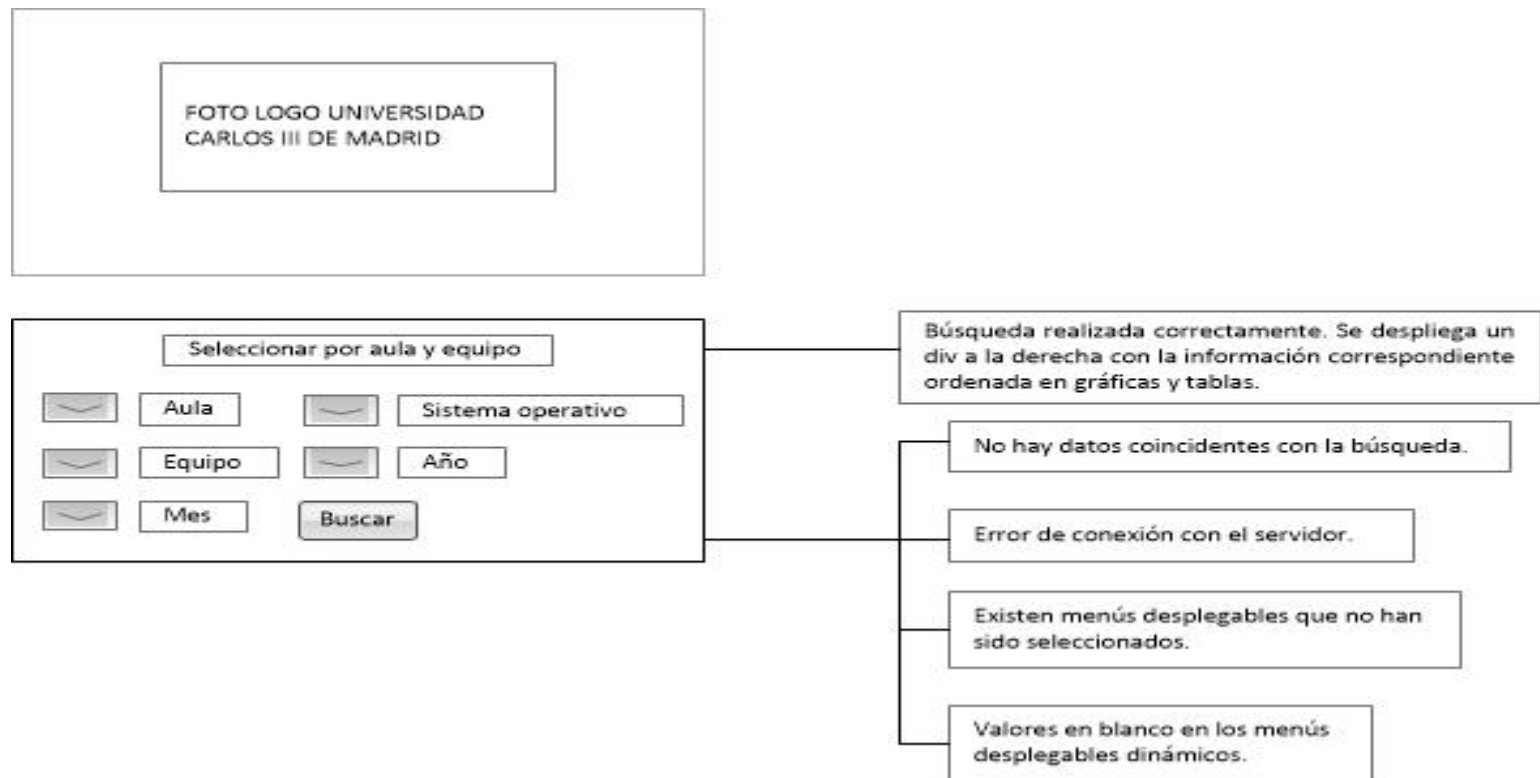 FOTO LOGO UNIVERSIDAD
CARLOS III DE MADRID
Seleccionar por aula y equipo
Aula
Sistema operativo
Equipo
Año
Mes
Buscar
Búsqueda realizada correctamente. Se despliega un
div a la derecha con la información correspondiente
ordenada en gráficas y tablas.
No hay datos coincidentes con la búsqueda.
Error de conexión con el servidor.
Existen menús desplegables que no han
sido seleccionados.
Valores en blanco en los menús
desplegables dinámicos.